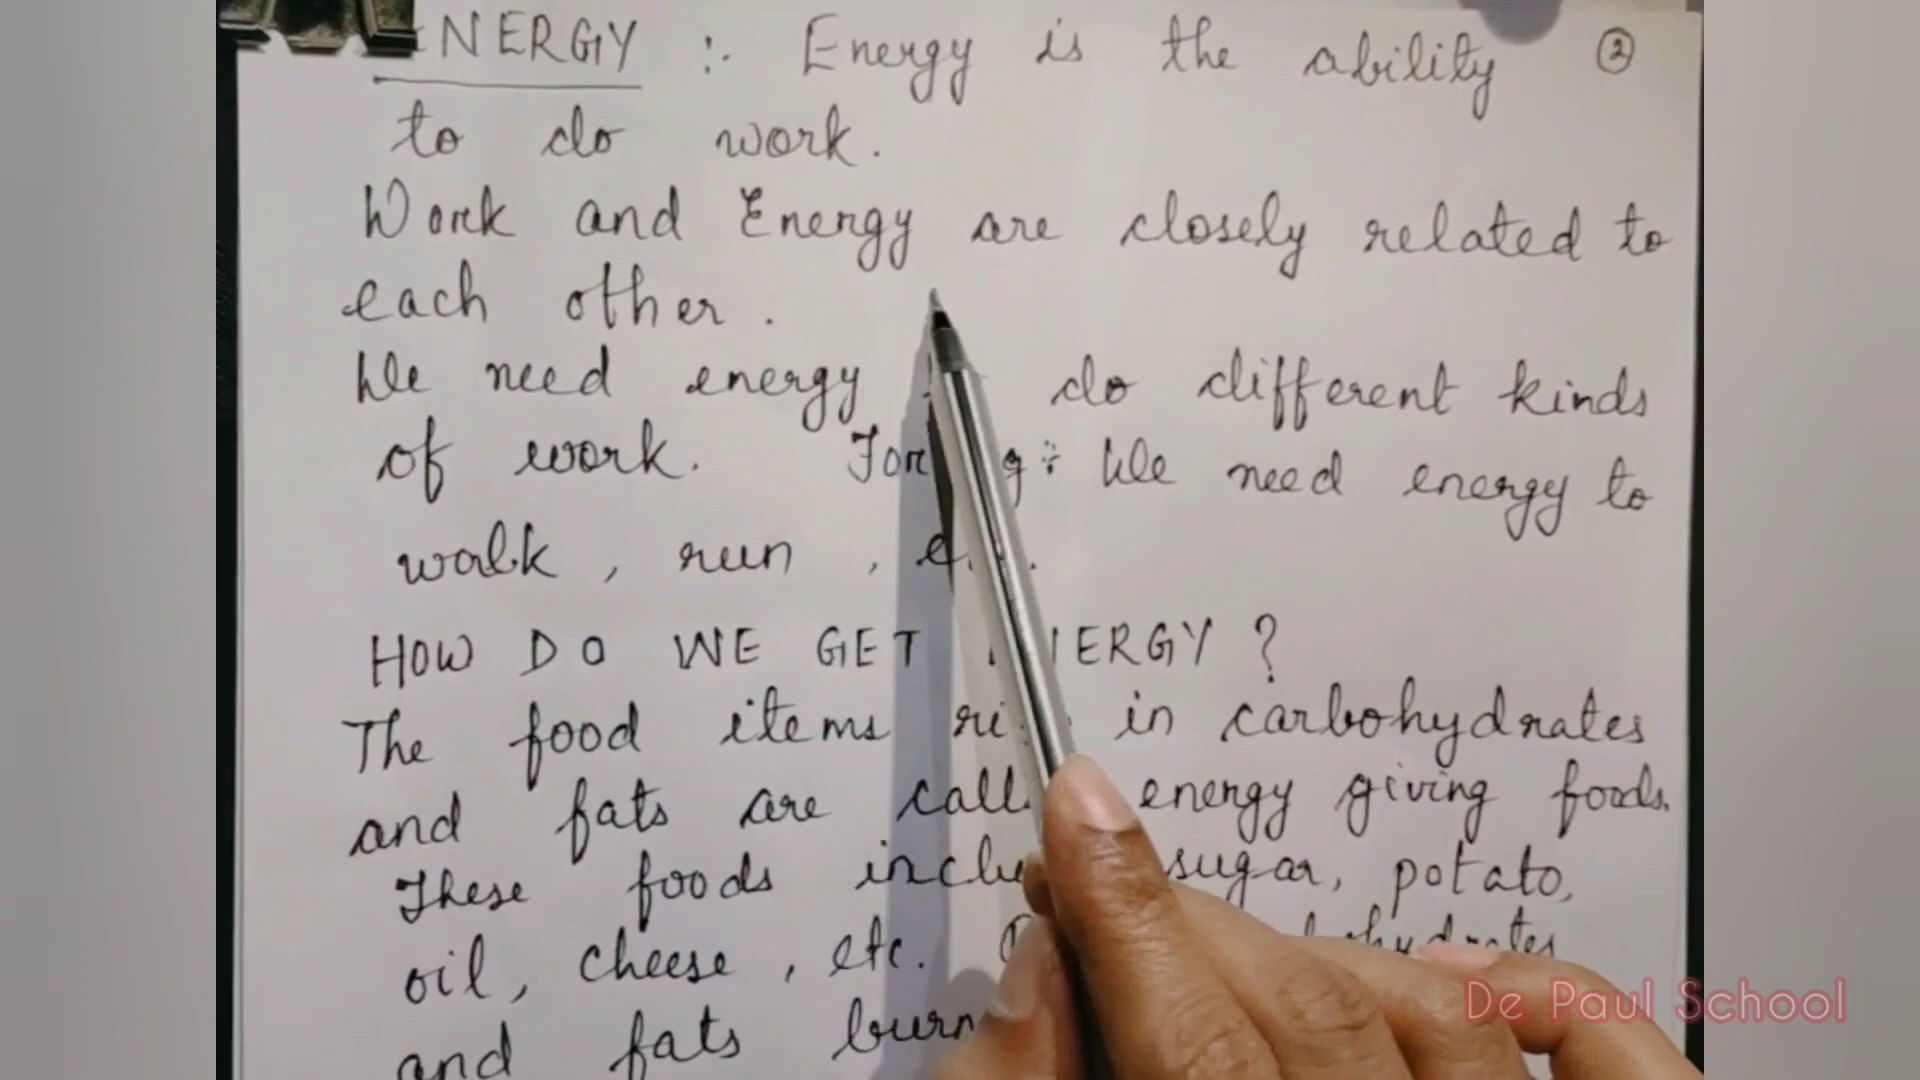 ENERGY :- Energy is the ability ②
to do work.
Work and Energy are closely related to
each other.
We need energy do different kinds
of work. For We need energy to
walk, run,
HOW DO WE GET ENERGY ?
The food items in carbohydrates
and fats are energy giving foods.
These foods sugar, potato,
oil, cheese, etc.
and fats
De Paul School